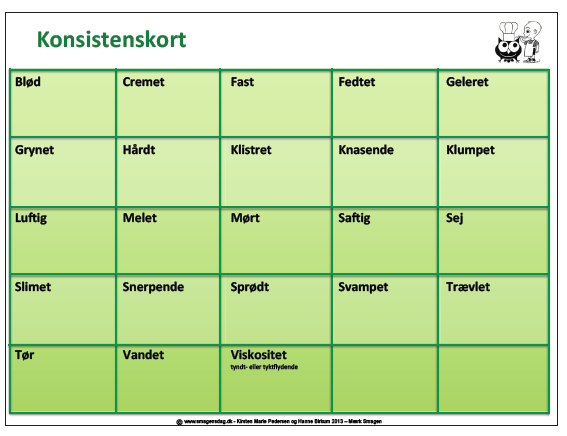 Konsistenskort
Blød Cremet Fast Fedtet Geleret
Grynet Hårdt Klistret Knasende Klumpet
Luftig Melet Mørt Saftig Sej
Slimet Snerpende Sprødt Svampet Trævlet
Tør Vandet Viskositet
tyndt- eller tyktflydende
© www.smagensdag.dk - Kirsten Marie Pedersen og Hanne Birkum 2013 – Mærk Smagen